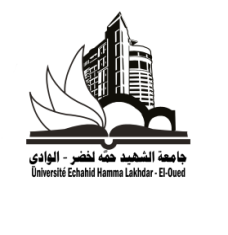 جامعة الشهيد حمّه لخضر - الوادي
Université Echahid Hamma Lakhdar - El-Oued